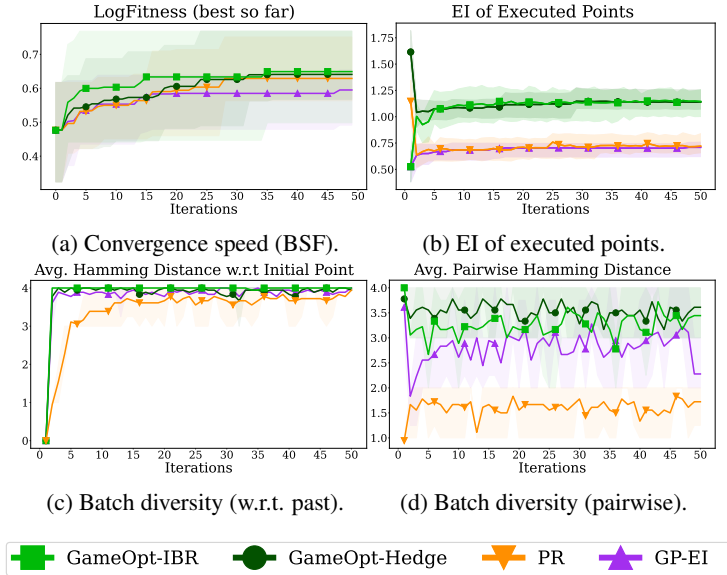 LogFitness (best so far)
0.7
0.6
0.5
0.4
0 5 10 15 20 25 30 35 40 45 50
Iterations
(a) Convergence speed (BSF).
EI of Executed Points
1.75
1.50
1.25
1.00
0.75
0.50
0 5 10 15 20 25 30 35 40 45 50
Iterations
(b) EI of executed points.
Avg. Hamming Distance w.r.t Initial Point
4
3
2
1
0
0 5 10 15 20 25 30 35 40 45 50
Iterations
(c) Batch diversity (w.r.t. past).
Avg. Pairwise Hamming Distance
4.0
3.5
3.0
2.5
2.0
1.5
1.0
0 5 10 15 20 25 30 35 40 45 50
Iterations
(d) Batch diversity (pairwise).
GameOpt-IBR GameOpt-Hedge PR GP-EI